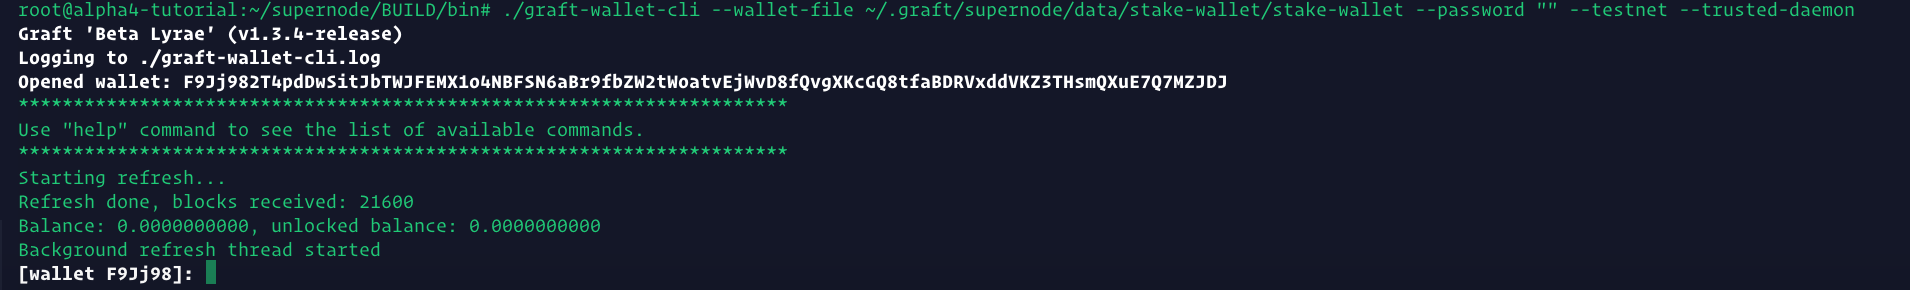 root@alpha4-tutorial:~/supernode/BUILD/bin# ./graft-wallet-cli --wallet-file ~/.graft/supernode/data/stake-wallet/stake-wallet --password "" --testnet --trusted-daemon
Graft 'Beta Lyrae' (v1.3.4-release)
Logging to ./graft-wallet-cli.log
Opened wallet: F9Jj982T4pdDwSitJbTWJFEMX1o4NBFSN6aBr9fbZW2tWoatvEjWvD8fQvgXKcGQ8tfaBDRVxddVKZ3THsmQXuE7Q7MZJDJ
**********************************************************************
Use "help" command to see the list of available commands.
**********************************************************************
Starting refresh...
Refresh done, blocks received: 21600
Balance: 0.0000000000, unlocked balance: 0.0000000000
Background refresh thread started
[wallet F9Jj98]: